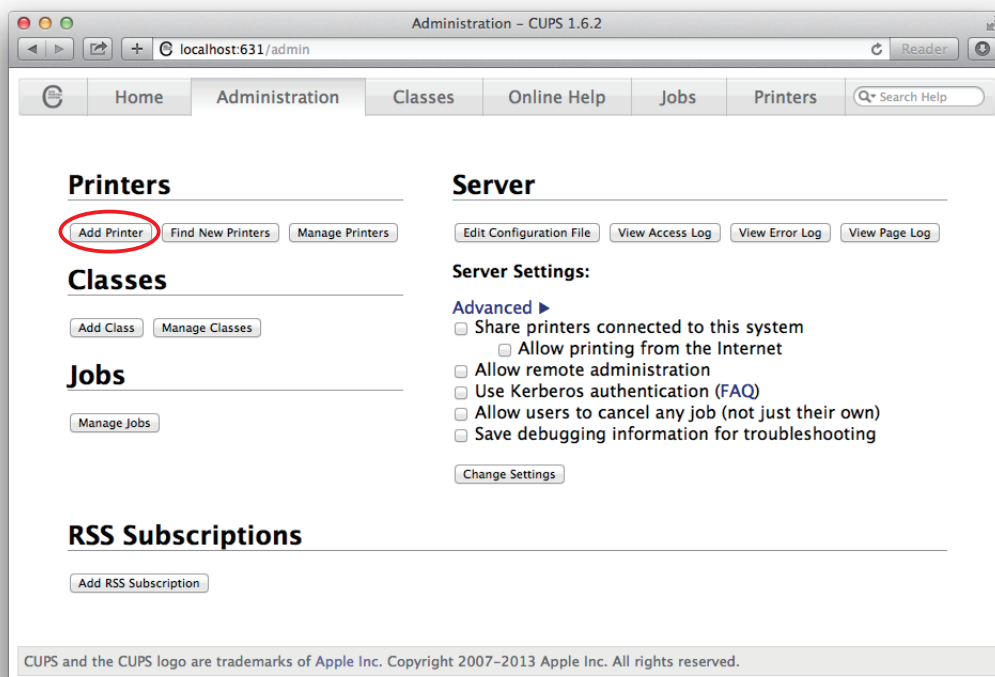 Administration – CUPS 1.6.2
localhost:631/admin
Reader
Home Administration Classes Online Help Jobs Printers Search Help
Printers
Add Printer Find New Printers Manage Printers
Classes
Add Class Manage Classes
Jobs
Manage Jobs
Server
Edit Configuration File View Access Log View Error Log View Page Log
Server Settings:
Advanced
Share printers connected to this system
Allow printing from the Internet
Allow remote administration
Use Kerberos authentication (FAQ)
Allow users to cancel any job (not just their own)
Save debugging information for troubleshooting
Change Settings
RSS Subscriptions
Add RSS Subscription
CUPS and the CUPS logo are trademarks of Apple Inc. Copyright 2007–2013 Apple Inc. All rights reserved.